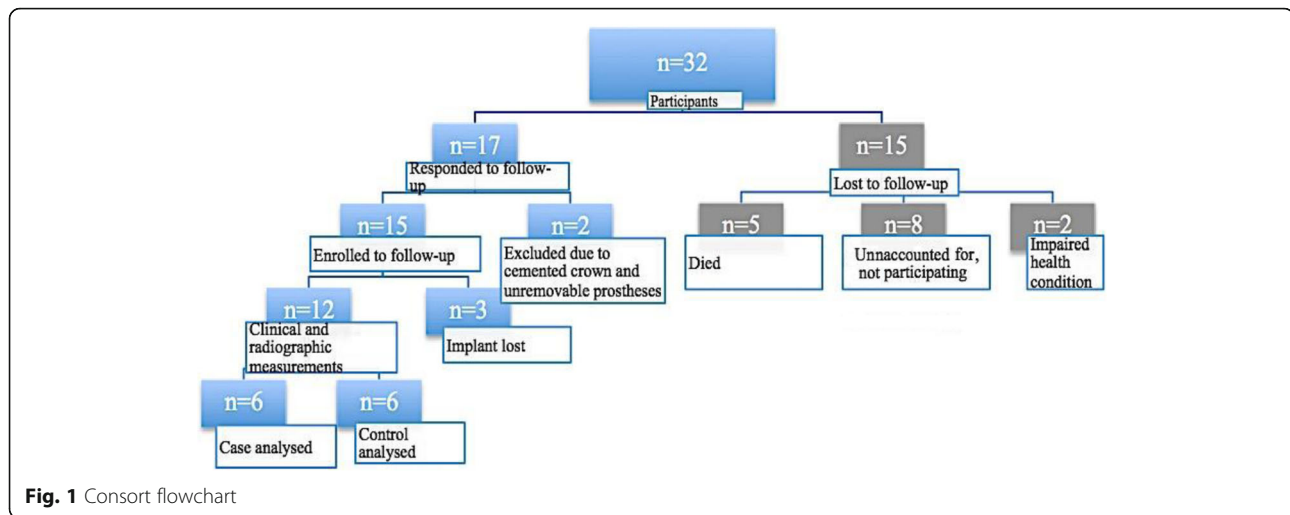 n=32
Participants
n=17
Responded to follow-
up
n=15
Lost to follow-up
n=15
Enrolled to follow-up
n=2
Excluded due to
cemented crown and
unremovable prostheses
n=5
Died
n=8
Unnaccounted for,
not participating
n=2
Impaired
health
condition
n=12
Clinical and
radiographic
measurements
n=3
Implant lost
n=6
Case analysed
n=6
Control
analysed
Fig. 1 Consort flowchart